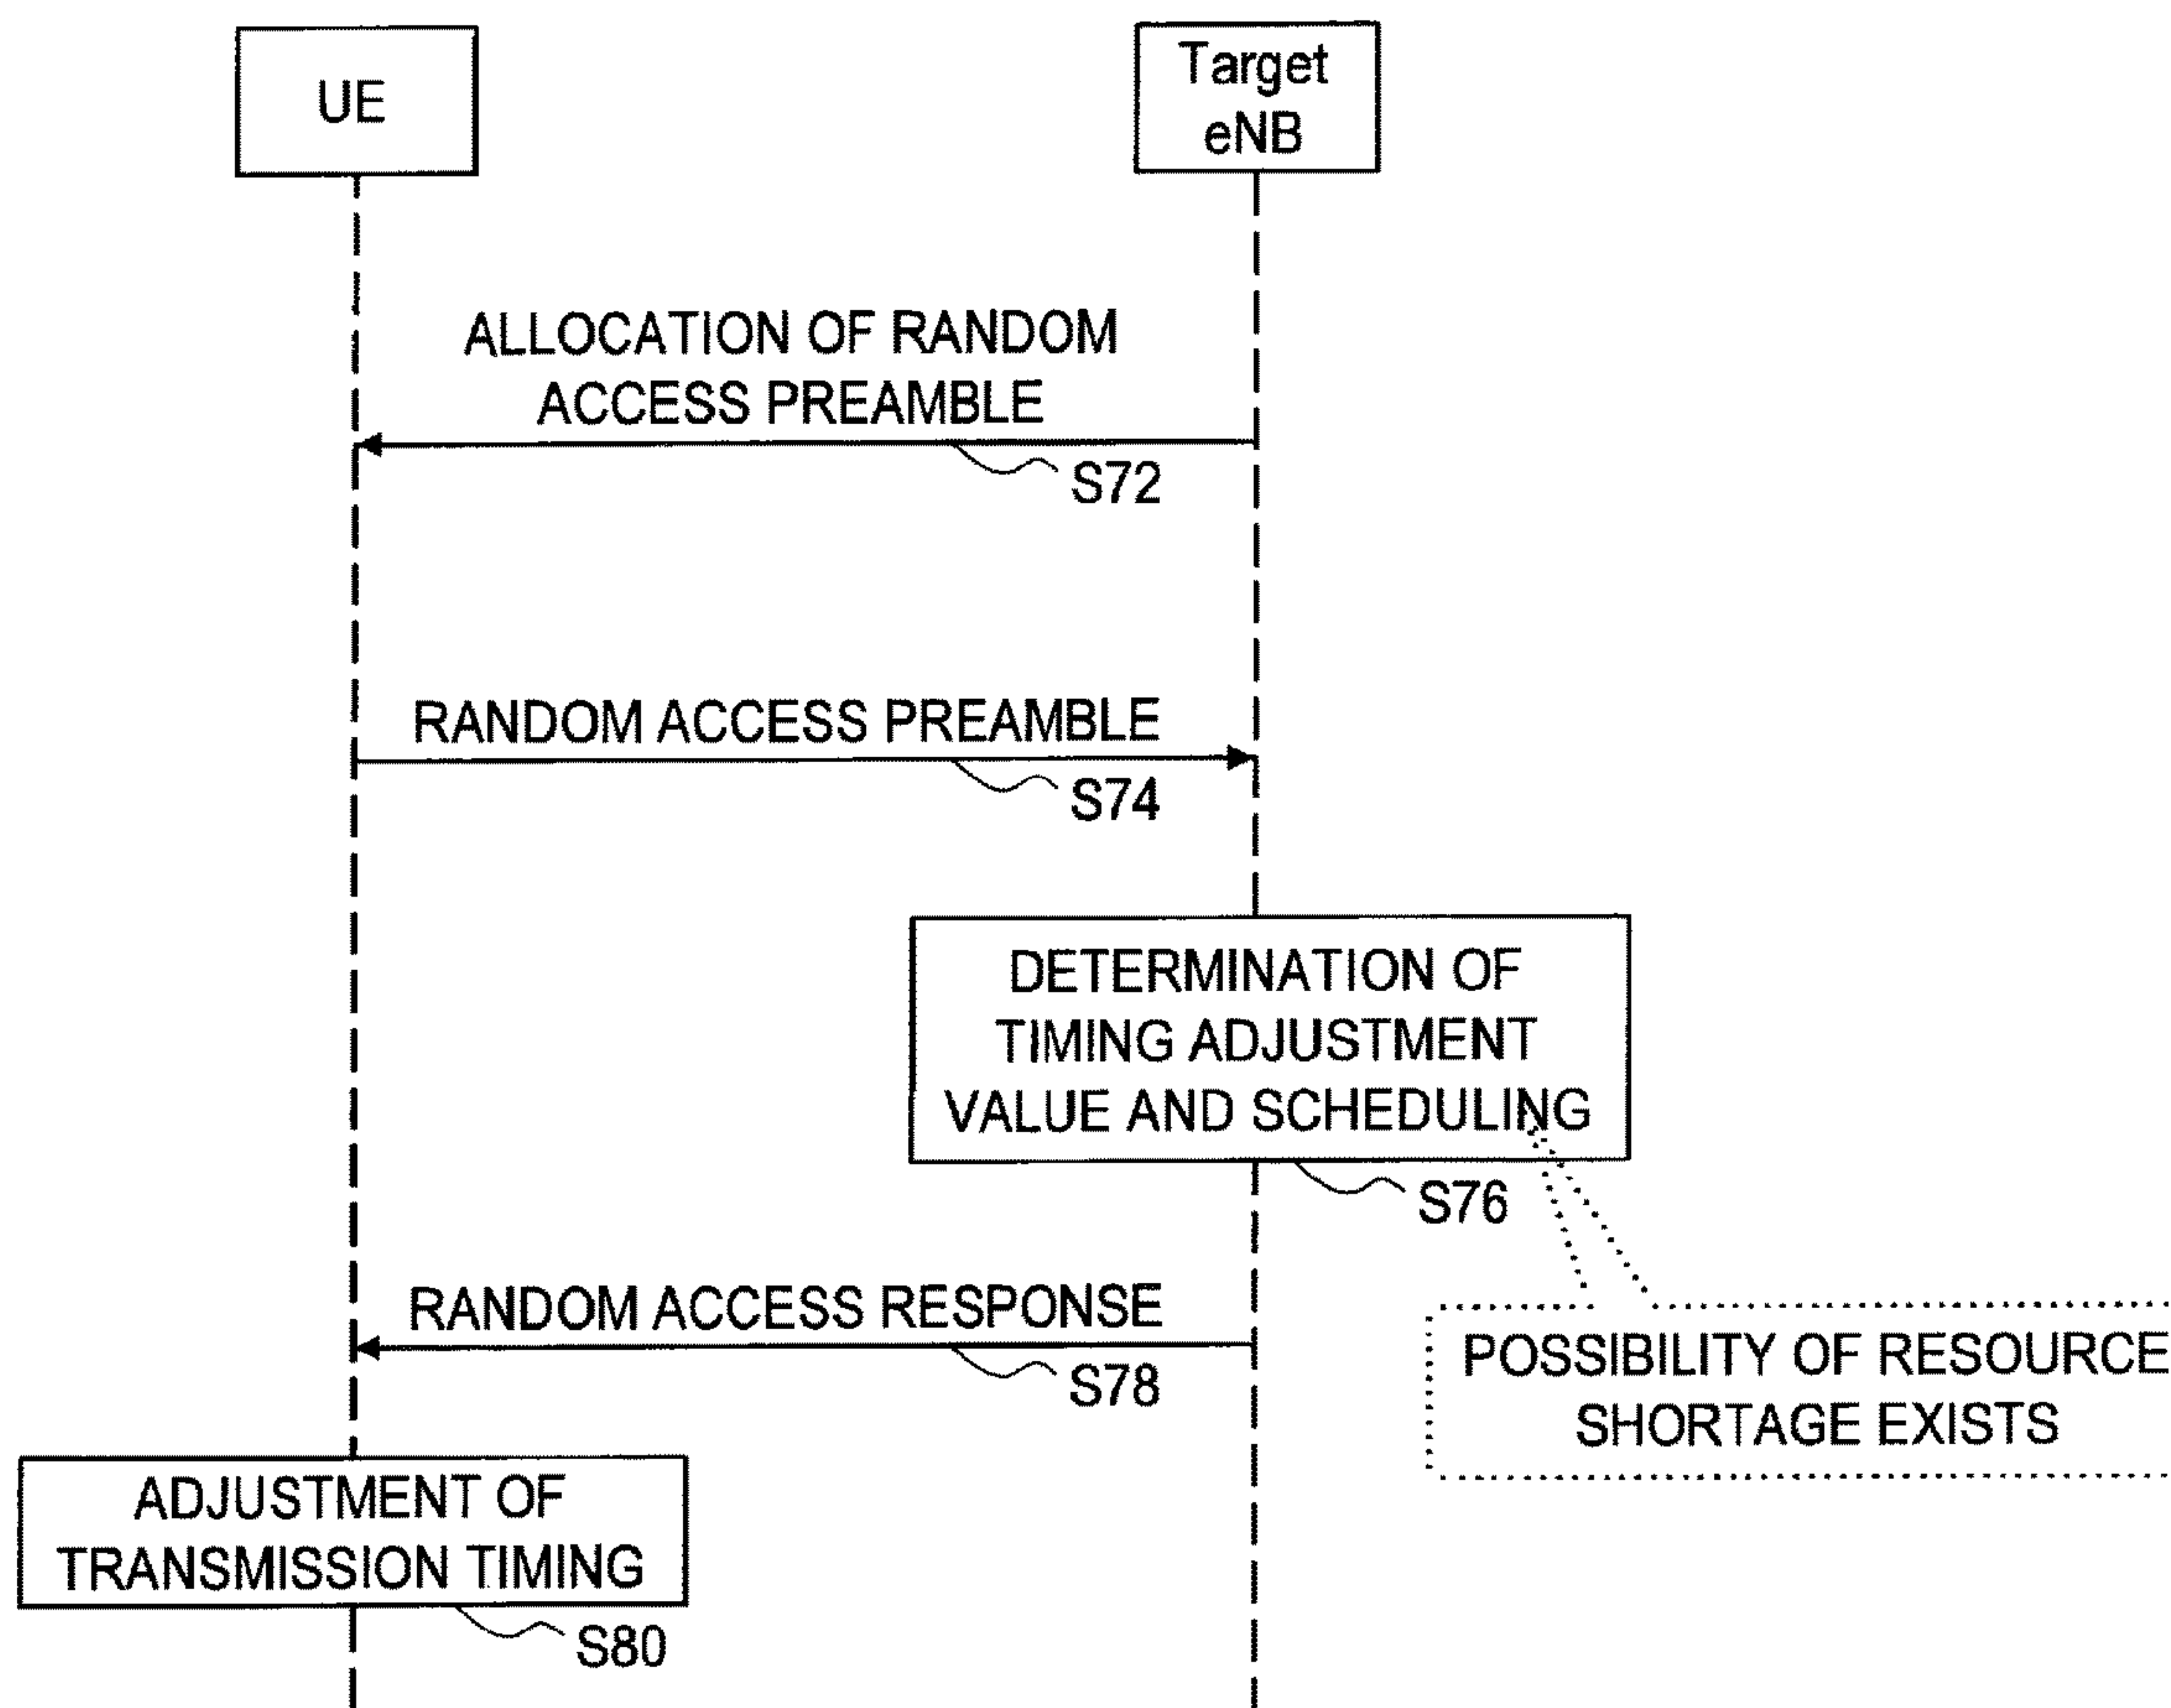 UE
Target
eNB
ALLOCATION OF RANDOM
ACCESS PREAMBLE
S72
RANDOM ACCESS PREAMBLE
S74
DETERMINATION OF
TIMING ADJUSTMENT
VALUE AND SCHEDULING
S76
RANDOM ACCESS RESPONSE
S78
POSSIBILITY OF RESOURCE
SHORTAGE EXISTS
ADJUSTMENT OF
TRANSMISSION TIMING
S80